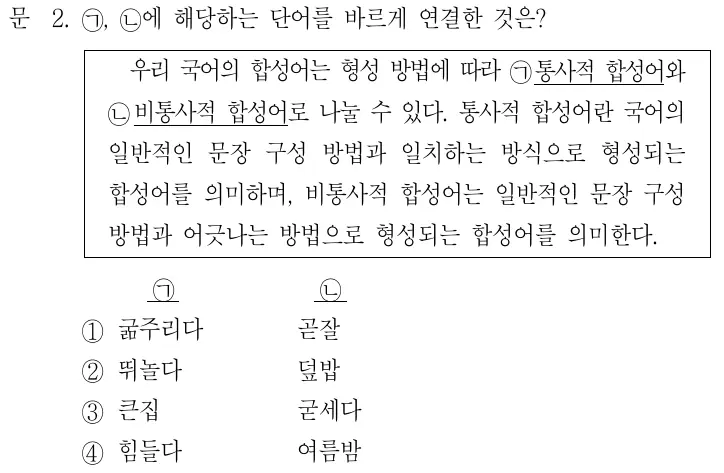 문 2. ㉠, ㉡에 해당하는 단어를 바르게 연결한 것은?
우리 국어의 합성어는 형성 방법에 따라 ㉠통사적 합성어와
㉡비통사적 합성어로 나눌 수 있다. 통사적 합성어란 국어의
일반적인 문장 구성 방법과 일치하는 방식으로 형성되는
합성어를 의미하며, 비통사적 합성어는 일반적인 문장 구성
방법과 어긋나는 방법으로 형성되는 합성어를 의미한다.
㉠ ㉡
① 굶주리다 곧잘
② 뛰놀다 덮밥
③ 큰집 굳세다
④ 힘들다 여름밤